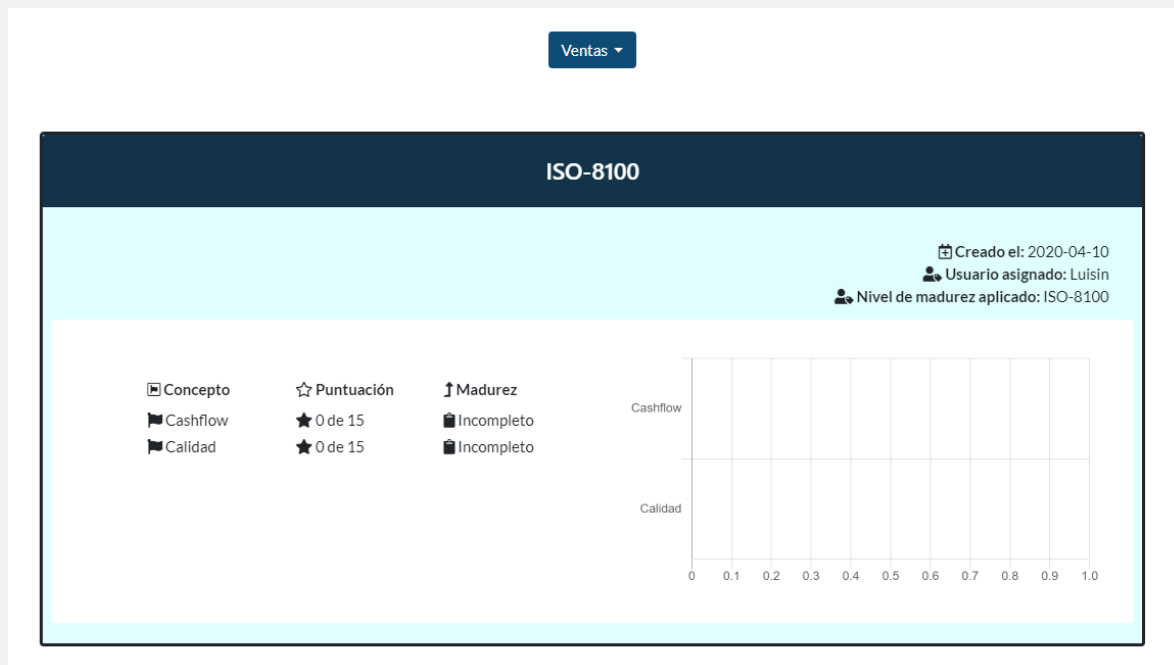 Ventas
ISO-8100
Creado el: 2020-04-10
Usuario asignado: Luisin
Nivel de madurez aplicado: ISO-8100
Concepto Puntuación Madurez
Cashflow 0 de 15 Incompleto
Calidad 0 de 15 Incompleto
Cashflow
Calidad
0 0.1 0.2 0.3 0.4 0.5 0.6 0.7 0.8 0.9 1.0